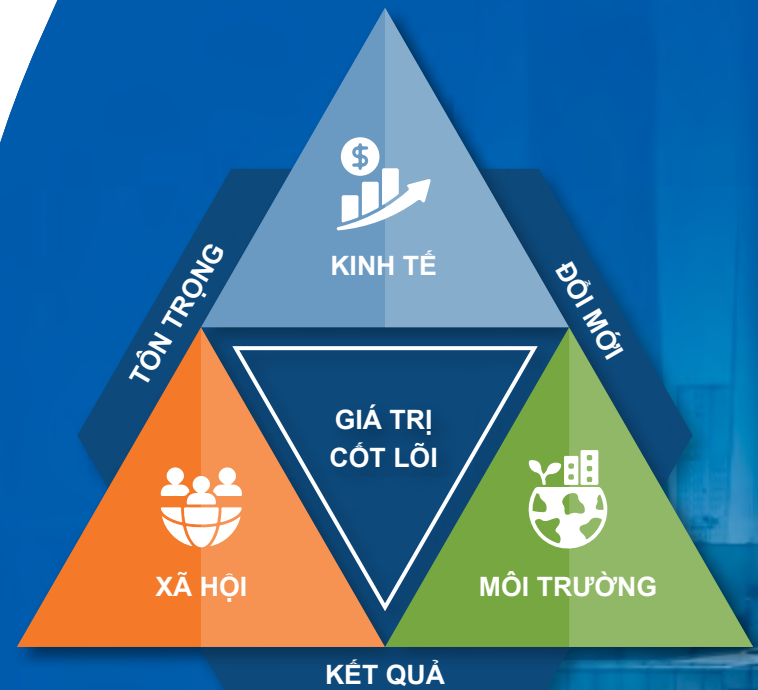 KINH TẾ
TÔN TRỌNG
ĐỔI MỚI
GIÁ TRỊ
CỐT LÕI
XÃ HỘI
MÔI TRƯỜNG
KẾT QUẢ